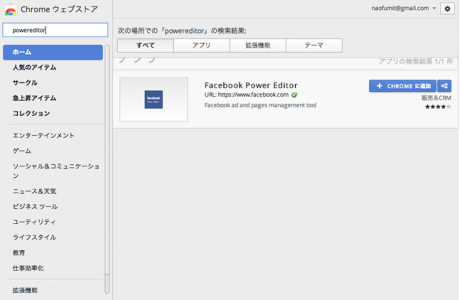 Chrome ウェブストア
naofumit@gmail.com
powereditor
次の場所での「powereditor」の検索結果:
すべて
アプリ
拡張機能
テーマ
ホーム
人気のアイテム
サークル
急上昇アイテム
コレクション
エンターテインメント
ゲーム
ソーシャル＆コミュニケーショ
ン
ニュース＆天気
ビジネス ツール
ユーティリティ
ライフスタイル
教育
仕事効率化
拡張機能
アプリの検索結果 1/1 件
facebook
Facebook Power Editor
URL: https://www.facebook.com
Facebook ad and pages management tool
CHROME に追加
販売＆CRM